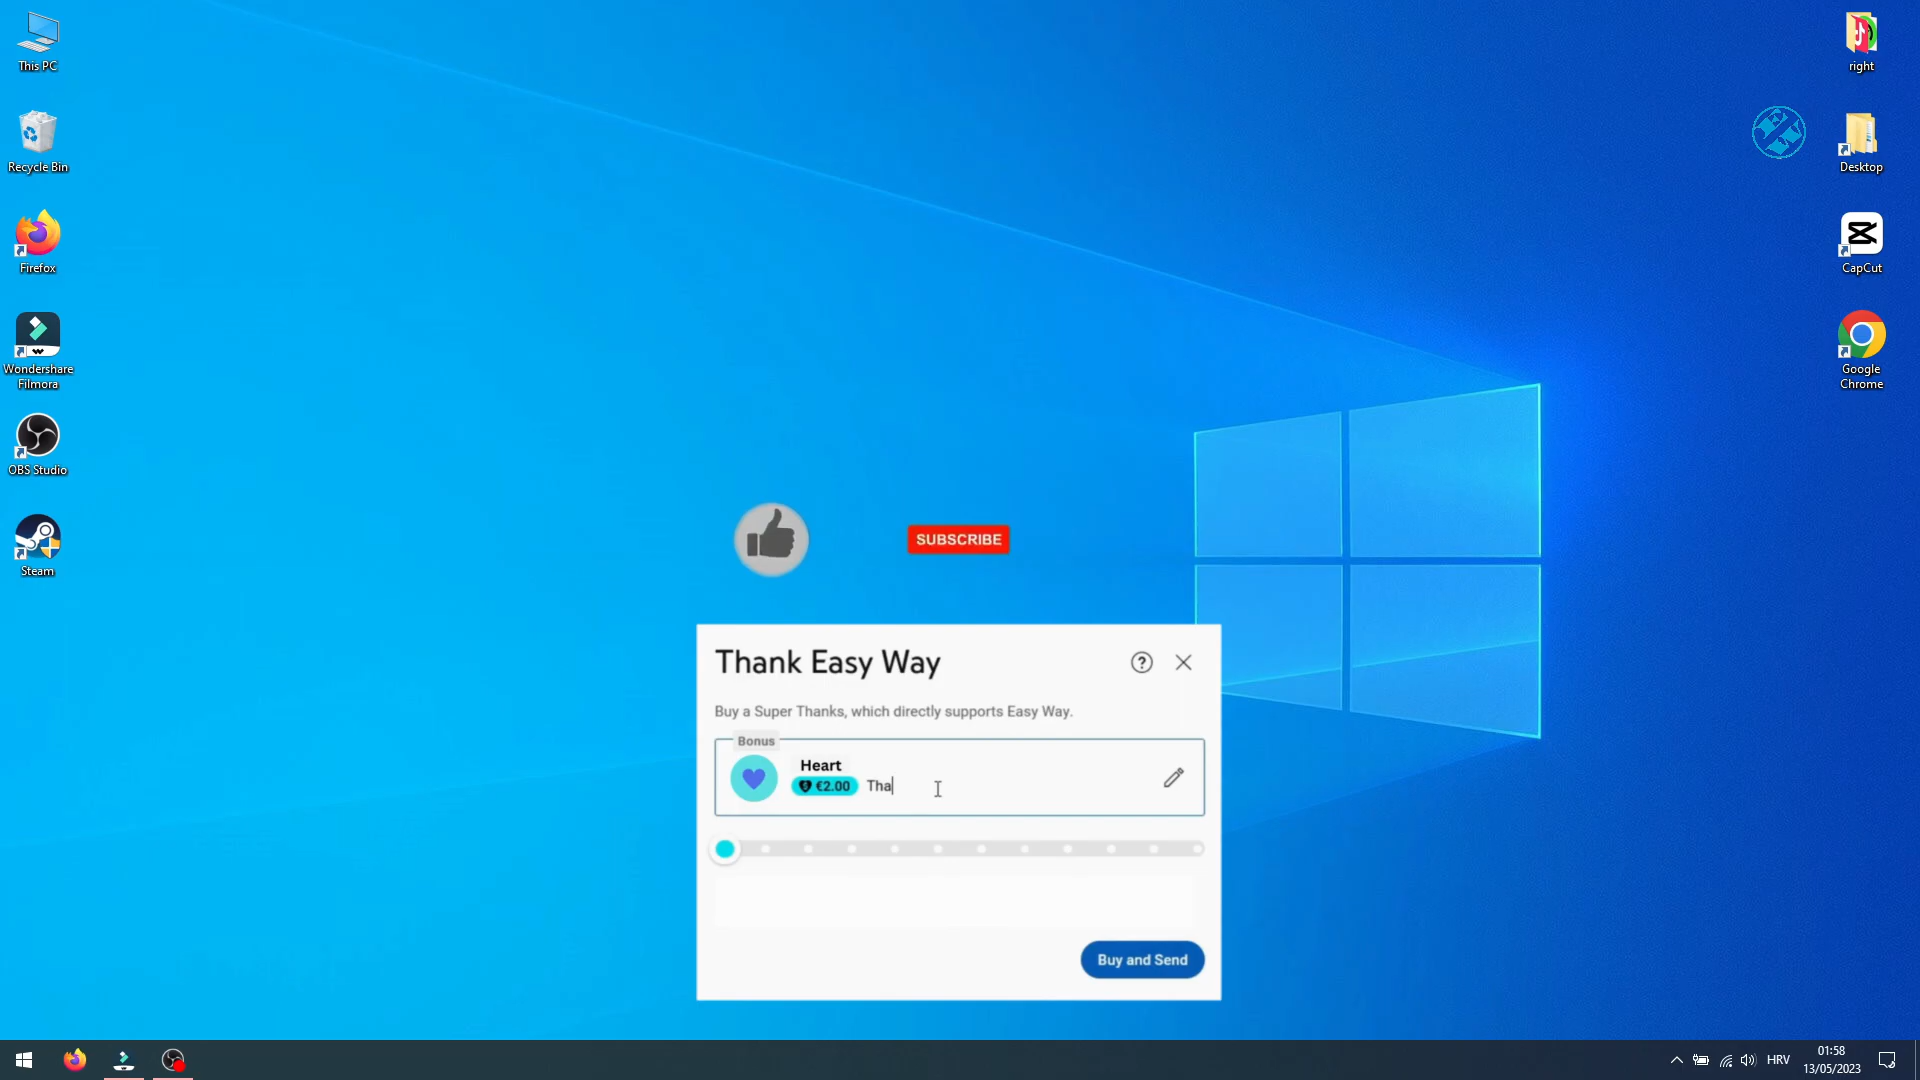 This PC
Recycle Bin
Firefox
Wondershare
Filmora
OBS Studio
Steam
right
Desktop
CapCut
Google
Chrome
SUBSCRIBE
Thank Easy Way
Buy a Super Thanks, which directly supports Easy Way.
Bonus
Heart
€2.00 Tha
Buy and Send
HRV
01:58
13/05/2023